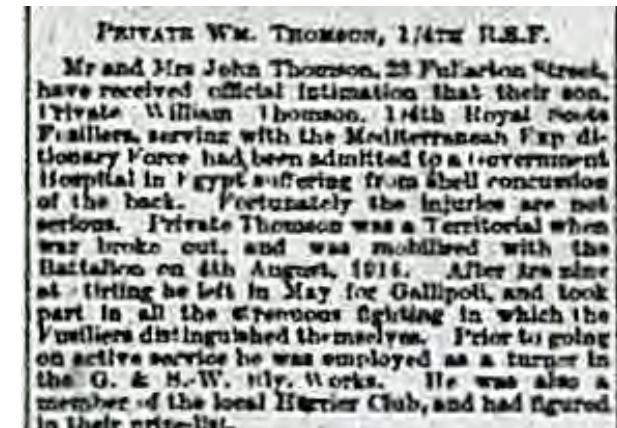 PRIVATE WM. THOMSON, 1/4TH R.S.F.
Mr and Mrs John Thomson, 23 Fullarton Street,
have received official intimation that their son,
Private William Thomson, 1/4th Royal Scots
Fusiliers, serving with the Mediterranean Exp di-
tionary Force had been admitted to a Government
Hospital in Egypt suffering from shell concussion
of the back. Fortunately the injuries are not
serious. Private Thomson was a Territorial when
war broke out, and was mobilised with the
Battalion on 4th August, 1914. After training
at Stirling he left in May for Gallipoli, and took
part in all the strenuous fighting in which the
Fusiliers distinguished themselves. Prior to going
on active service he was employed as a turner in
the G. & S.-W. Rly. Works. He was also a
member of the local Harrier Club, and had figured
in their prize-list.